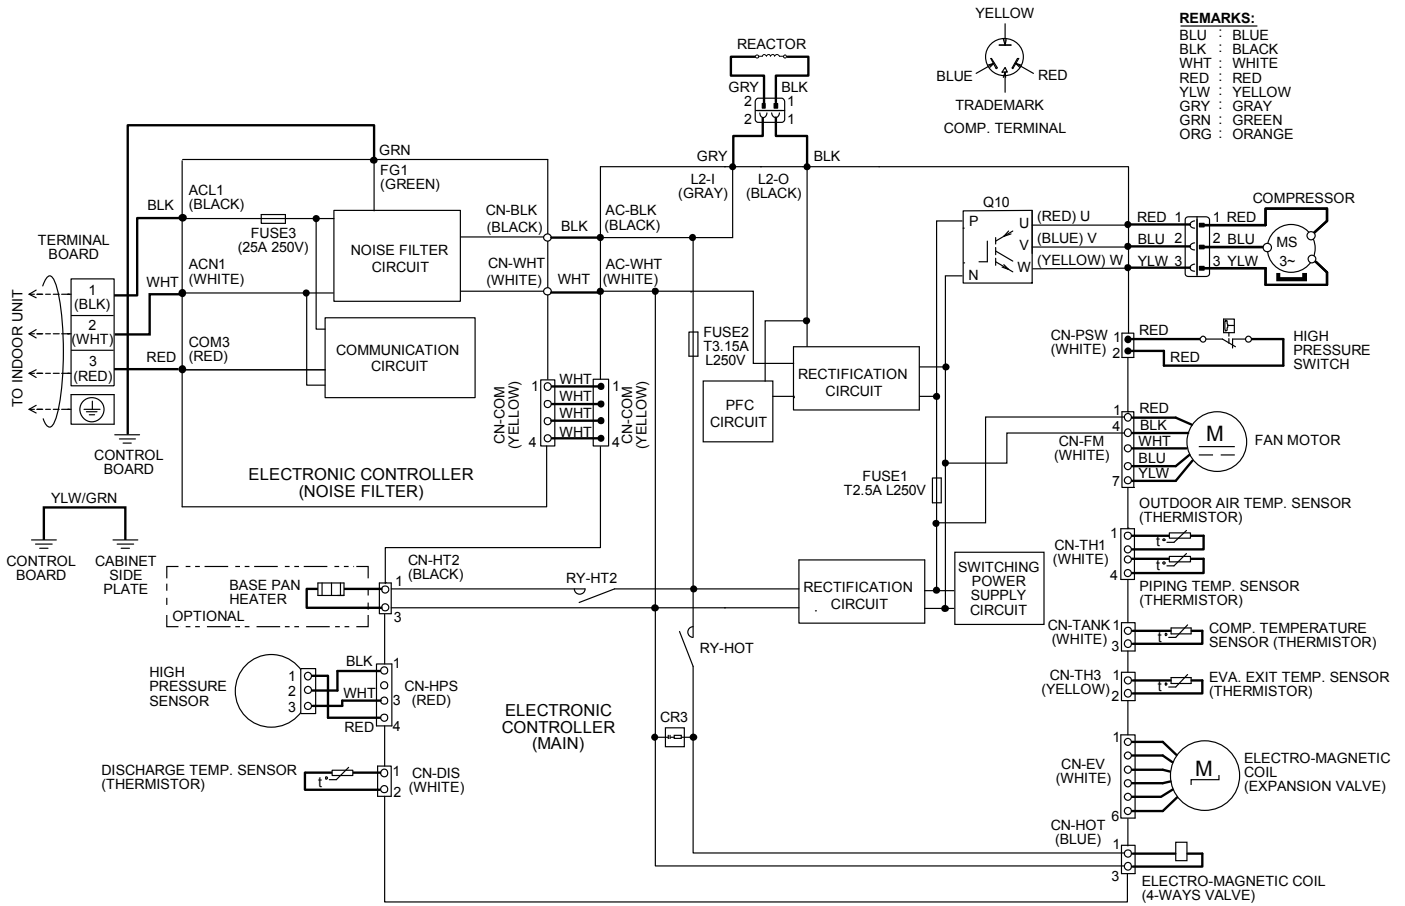 YELLOW
BLUE
RED
TRADEMARK
COMP. TERMINAL
REMARKS:
BLU : BLUE
BLK : BLACK
WHT : WHITE
RED : RED
YLW : YELLOW
GRY : GRAY
GRN : GREEN
ORG : ORANGE
REACTOR
GRY BLK
2 1
2 1
GRY
BLK
L2-I
(GRAY)
L2-O
(BLACK)
GRN
FG1
(GREEN)
ACL1
(BLACK)
BLK
FUSE3
(25A 250V)
NOISE FILTER
CIRCUIT
CN-BLK
(BLACK)
BLK
AC-BLK
(BLACK)
CN-WHT
(WHITE)
WHT
AC-WHT
(WHITE)
TERMINAL
BOARD
1
(BLK)
2
(WHT)
3
(RED)
TO INDOOR UNIT
WHT
ACN1
(WHITE)
RED
COM3
(RED)
COMMUNICATION
CIRCUIT
CN-COM
(YELLOW)
1
4
WHT
WHT
WHT
WHT
1
4
CN-COM
(YELLOW)
CONTROL
BOARD
ELECTRONIC CONTROLLER
(NOISE FILTER)
YLW/GRN
CONTROL
BOARD
CABINET
SIDE
PLATE
FUSE2
T3.15A
L250V
PFC
CIRCUIT
RECTIFICATION
CIRCUIT
FUSE1
T2.5A L250V
Q10
P
N
U
V
W
(RED) U
(BLUE) V
(YELLOW) W
RED 1
BLU 2
YLW 3
1 RED
2 BLU
3 YLW
COMPRESSOR
MS
3~
CN-PSW
(WHITE)
1
2
RED
RED
HIGH
PRESSURE
SWITCH
CN-FM
(WHITE)
1
4
7
RED
BLK
WHT
BLU
YLW
M
FAN MOTOR
OUTDOOR AIR TEMP. SENSOR
(THERMISTOR)
CN-TH1
(WHITE)
1
4
t°
t°
PIPING TEMP. SENSOR
(THERMISTOR)
BASE PAN
HEATER
OPTIONAL
CN-HT2
(BLACK)
1
3
RY-HT2
RECTIFICATION
CIRCUIT
SWITCHING
POWER
SUPPLY
CIRCUIT
CN-TANK
(WHITE)
1
3
t°
COMP. TEMPERATURE
SENSOR (THERMISTOR)
RY-HOT
CN-TH3
(YELLOW)
1
2
t°
EVA. EXIT TEMP. SENSOR
(THERMISTOR)
HIGH
PRESSURE
SENSOR
1
2
3
BLK
WHT
RED
1
3
4
CN-HPS
(RED)
ELECTRONIC
CONTROLLER
(MAIN)
CR3
DISCHARGE TEMP. SENSOR
(THERMISTOR)
t°
1
2
CN-DIS
(WHITE)
CN-EV
(WHITE)
1
6
M
ELECTRO-MAGNETIC
COIL
(EXPANSION VALVE)
CN-HOT
(BLUE)
1
3
ELECTRO-MAGNETIC COIL
(4-WAYS VALVE)